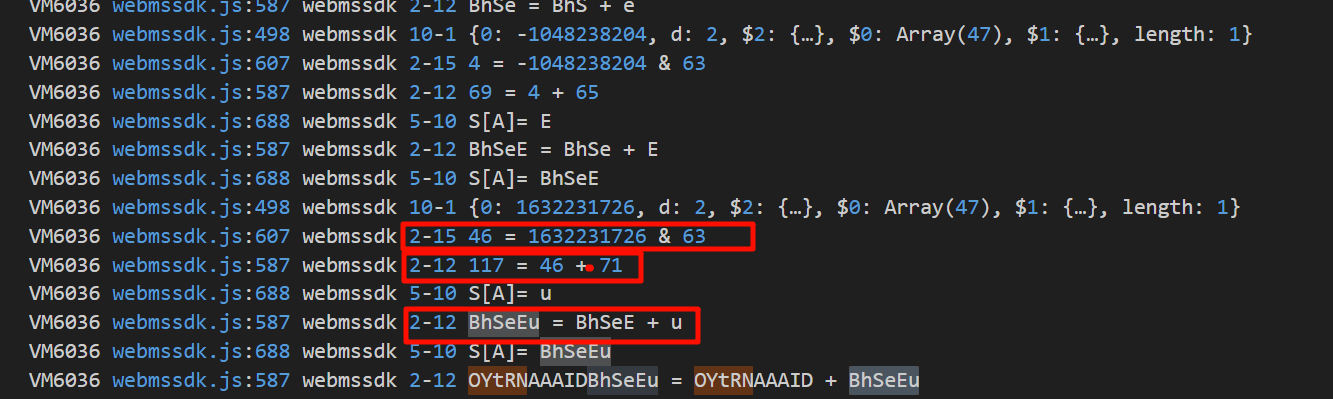 VM6036 webmssdk.js:587 webmssdk 2-12 BhSe = BhS + e
VM6036 webmssdk.js:498 webmssdk 10-1 {0: -1048238204, d: 2, $2: {…}, $0: Array(47), $1: {…}, length: 1}
VM6036 webmssdk.js:607 webmssdk 2-15 4 = -1048238204 & 63
VM6036 webmssdk.js:587 webmssdk 2-12 69 = 4 + 65
VM6036 webmssdk.js:688 webmssdk 5-10 S[A]= E
VM6036 webmssdk.js:587 webmssdk 2-12 BhSeE = BhSe + E
VM6036 webmssdk.js:688 webmssdk 5-10 S[A]= BhSeE
VM6036 webmssdk.js:498 webmssdk 10-1 {0: 1632231726, d: 2, $2: {…}, $0: Array(47), $1: {…}, length: 1}
VM6036 webmssdk.js:607 webmssdk 2-15 46 = 1632231726 & 63
VM6036 webmssdk.js:587 webmssdk 2-12 117 = 46 + 71
VM6036 webmssdk.js:688 webmssdk 5-10 S[A]= u
VM6036 webmssdk.js:587 webmssdk 2-12 BhSeEu = BhSeE + u
VM6036 webmssdk.js:688 webmssdk 5-10 S[A]= BhSeEu
VM6036 webmssdk.js:587 webmssdk 2-12 OYtRNAAAIDBhSeEu = OYtRNAAAID + BhSeEu